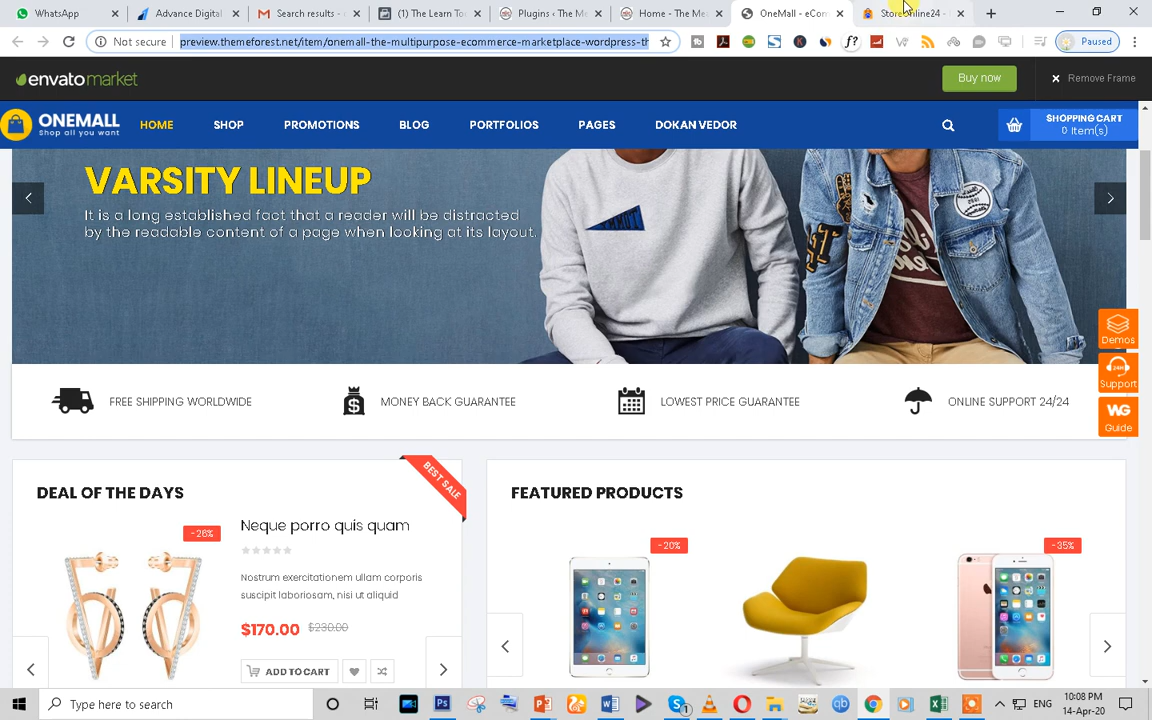 WhatsApp
Advance Digital
Search results -
(1) The Learn To
Plugins ‹ The M
Home - The Mea
OneMall - eCom
StoreOnline24 -
Not secure
preview.themeforest.net/item/onemall-the-multipurpose-ecommerce-marketplace-wordpress-th
Paused
envato market
Buy now
Remove Frame
ONEMALL
Shop all you want
HOME
SHOP
PROMOTIONS
BLOG
PORTFOLIOS
PAGES
DOKAN VEDOR
SHOPPING CART
0 Item(s)
VARSITY LINEUP
It is a long established fact that a reader will be distracted
by the readable content of a page when looking at its layout.
Demos
Support
WG
Guide
FREE SHIPPING WORLDWIDE
MONEY BACK GUARANTEE
LOWEST PRICE GUARANTEE
ONLINE SUPPORT 24/24
DEAL OF THE DAYS
BEST SALE
FEATURED PRODUCTS
-26%
Neque porro quis quam
Nostrum exercitationem ullam corporis
suscipit laboriosam, nisi ut aliquid
$170.00 $230.00
ADD TO CART
-20%
-35%
Type here to search
ENG
10:08 PM
14-Apr-20